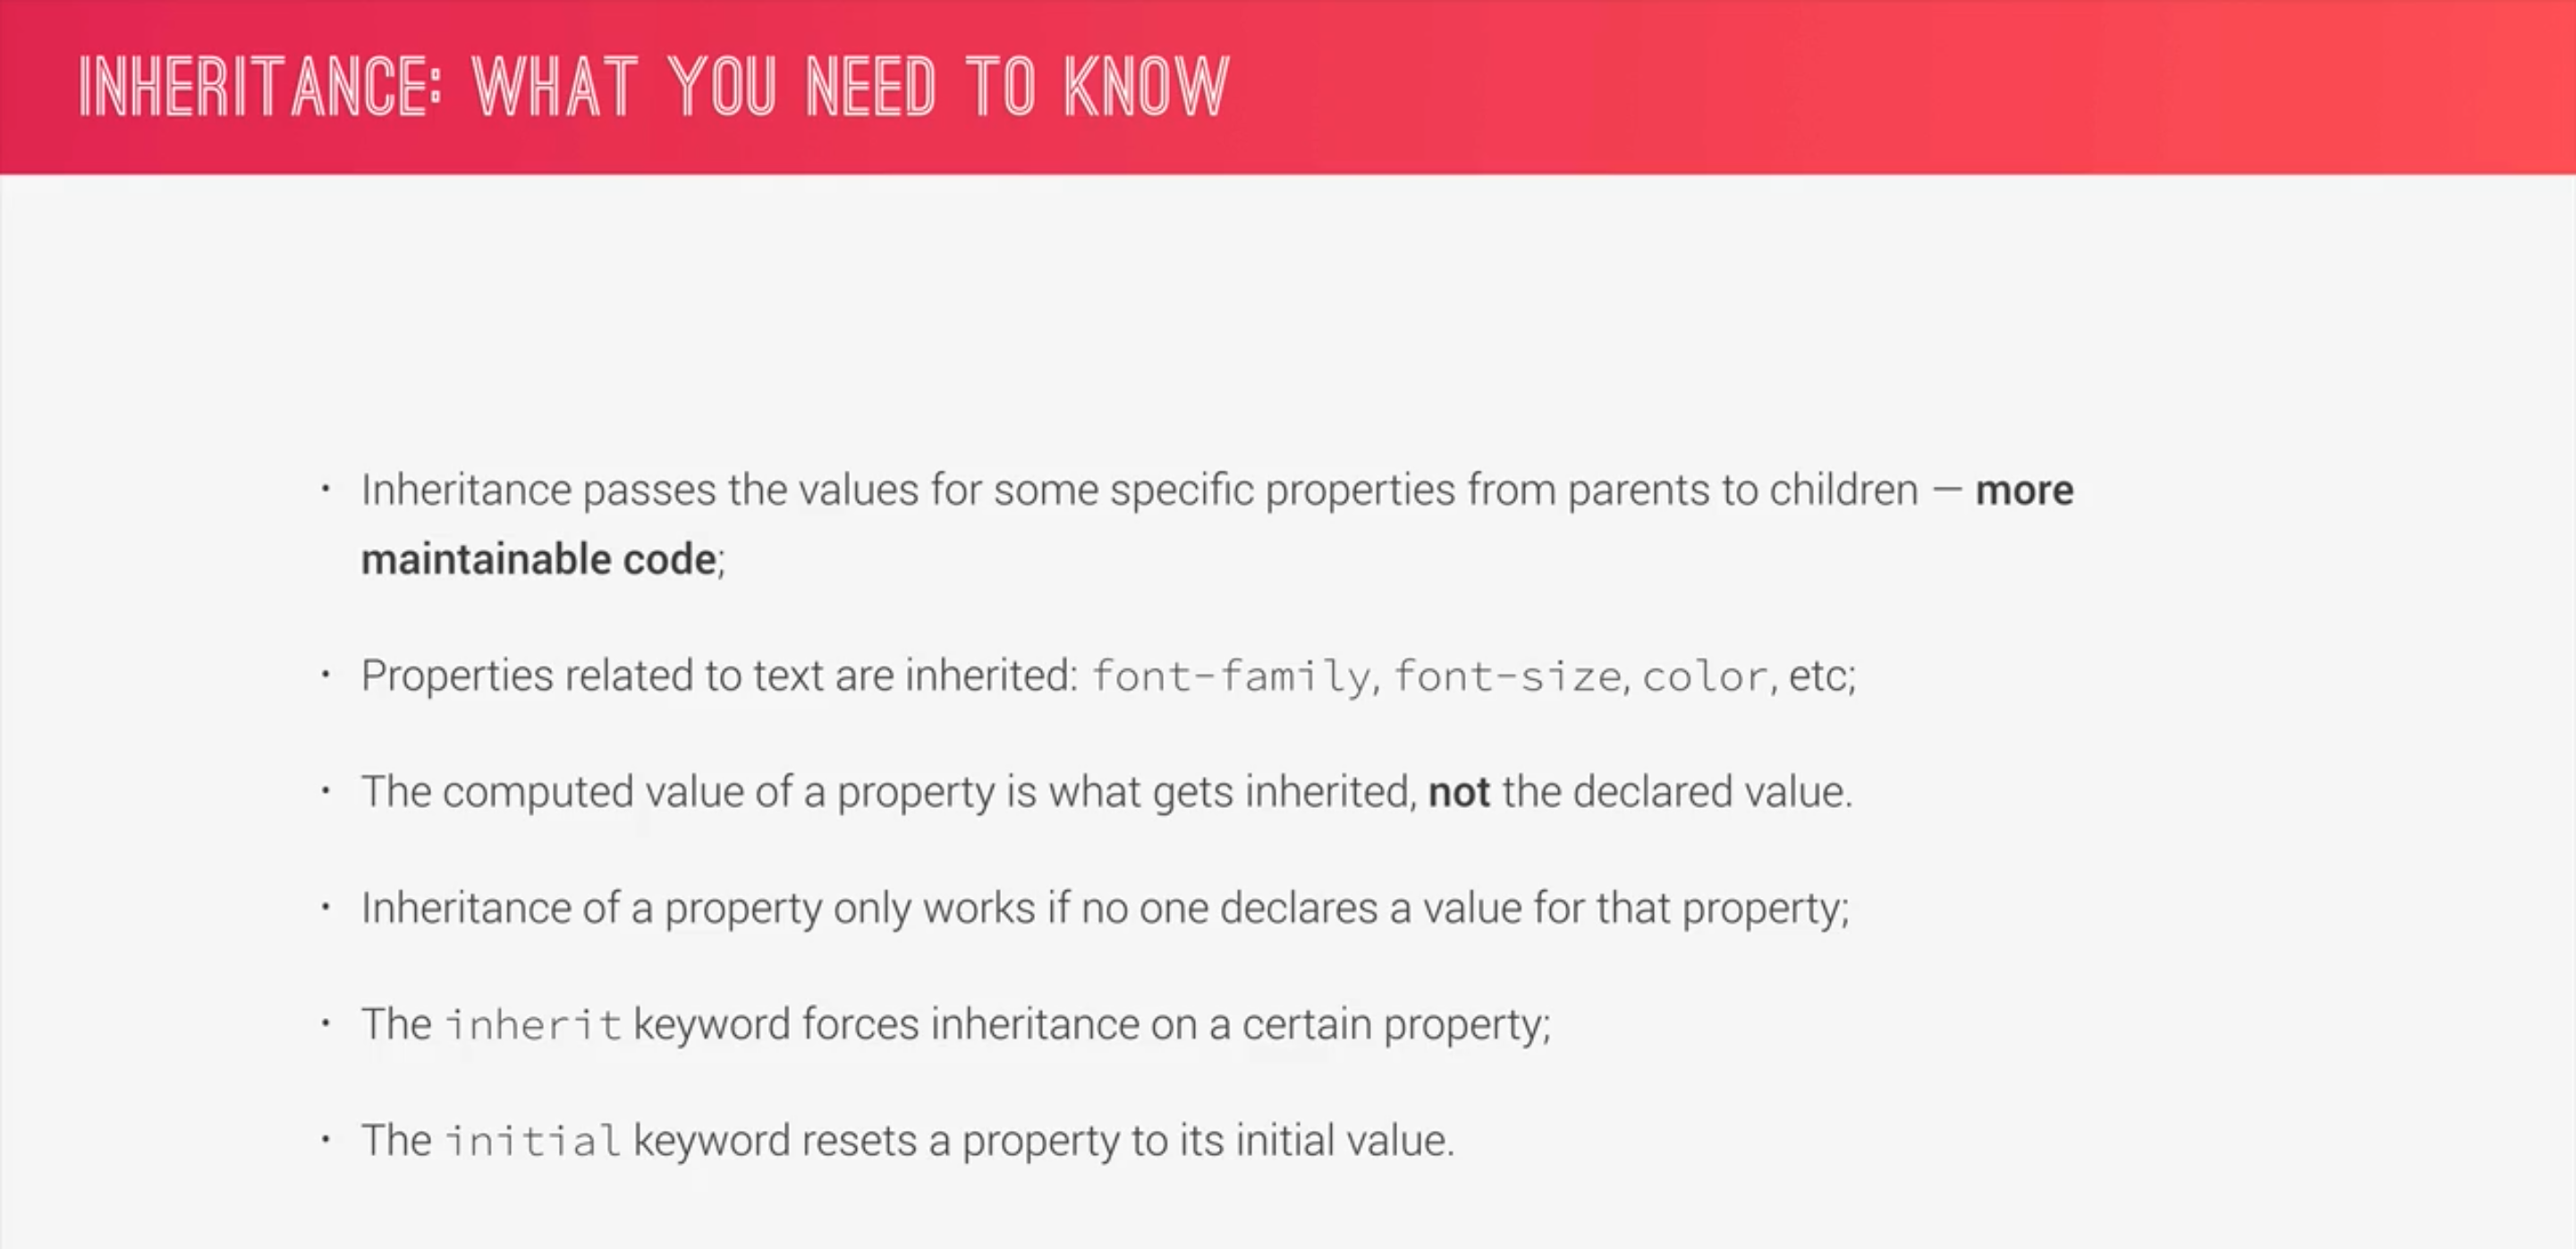 INHERITANCE: WHAT YOU NEED TO KNOW
• Inheritance passes the values for some specific properties from parents to children — more
maintainable code;
• Properties related to text are inherited: font-family, font-size, color, etc;
• The computed value of a property is what gets inherited, not the declared value.
• Inheritance of a property only works if no one declares a value for that property;
• The inherit keyword forces inheritance on a certain property;
• The initial keyword resets a property to its initial value.